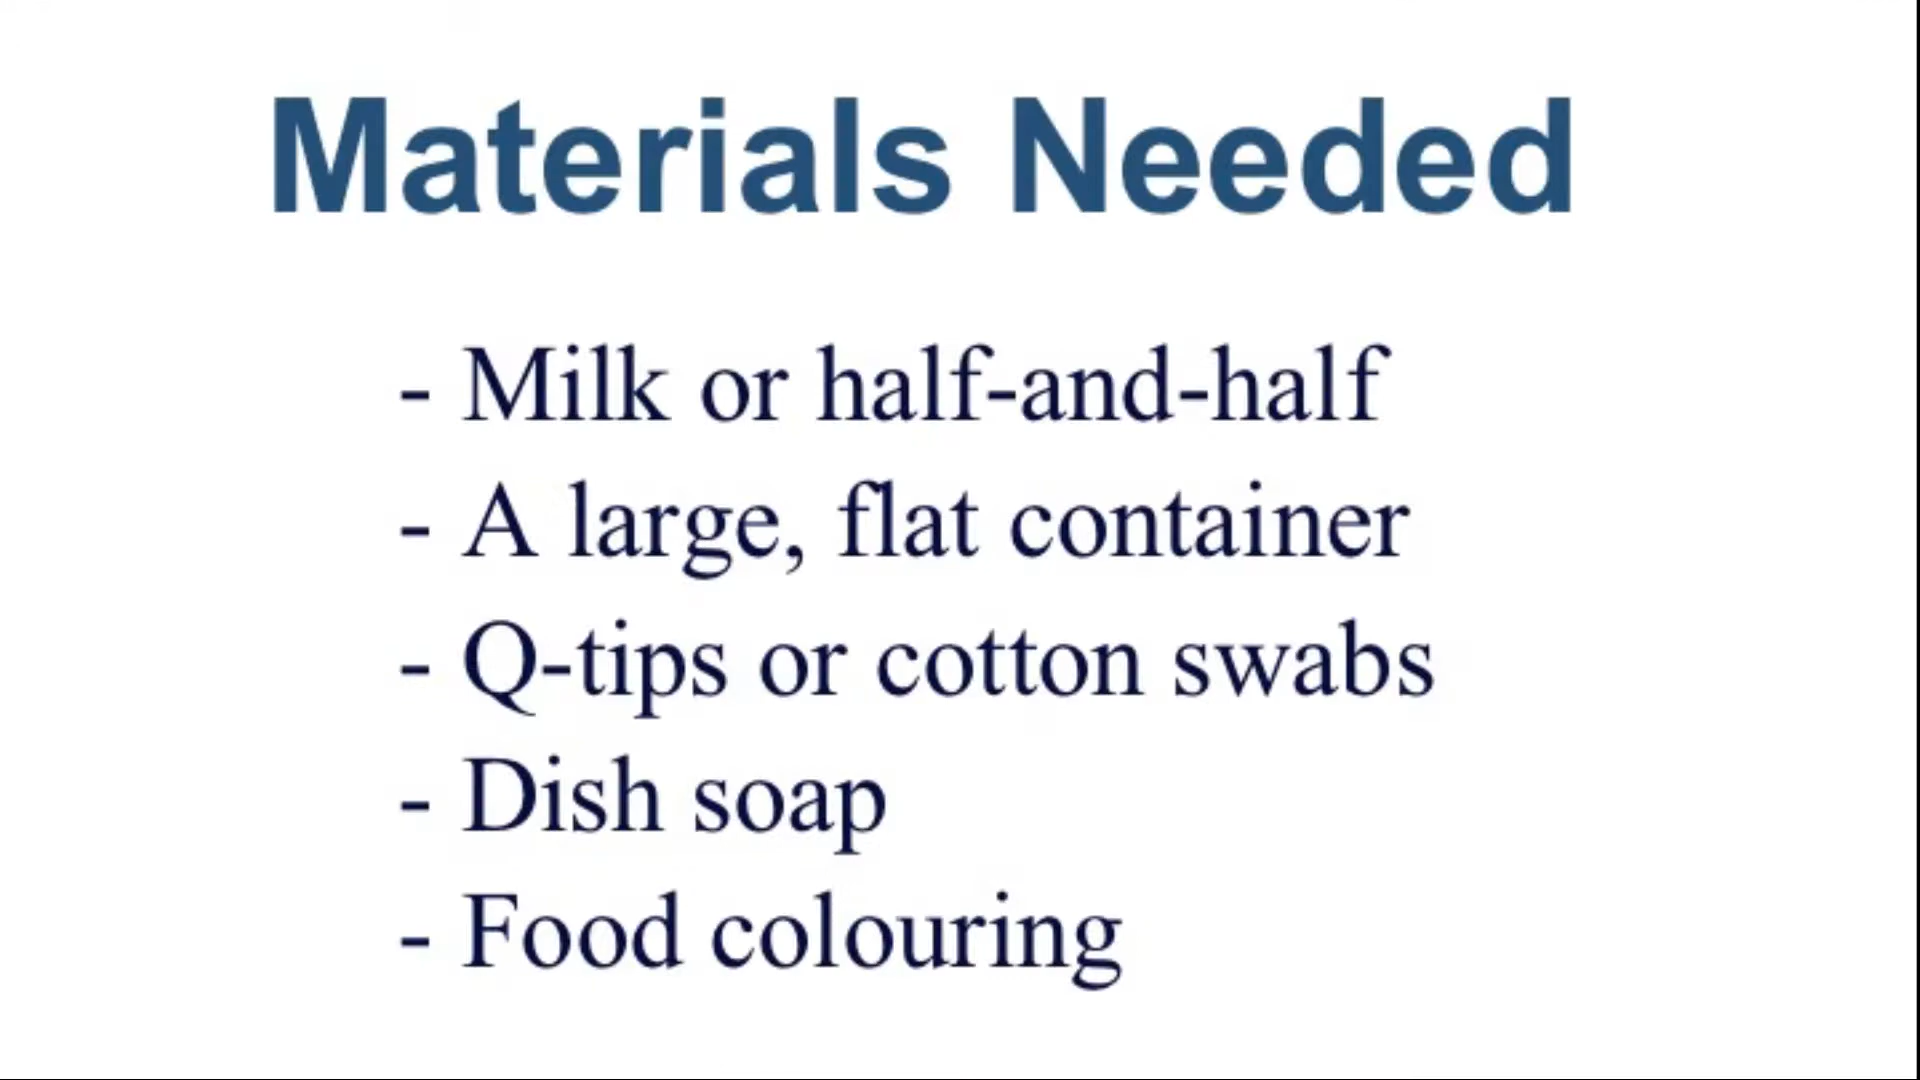 Materials Needed
- Milk or half-and-half
- A large, flat container
- Q-tips or cotton swabs
- Dish soap
- Food colouring